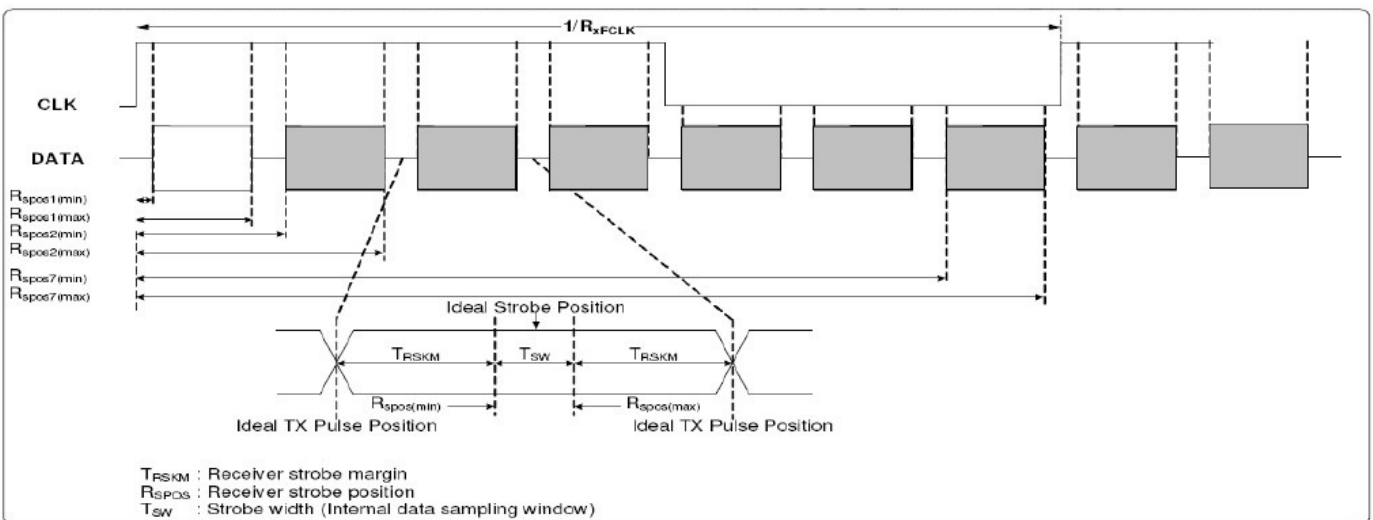 1/RxFCLK
CLK
DATA
Rspos1(min)
Rspos1(max)
Rspos2(min)
Rspos2(max)
Rspos7(min)
Rspos7(max)
Ideal Strobe Position
TRSKM TSW TRSKM
Rspos(min) Rspos(max)
Ideal TX Pulse Position Ideal TX Pulse Position
TRSKM : Receiver strobe margin
RSPOS : Receiver strobe position
TSW : Strobe width (Internal data sampling window)